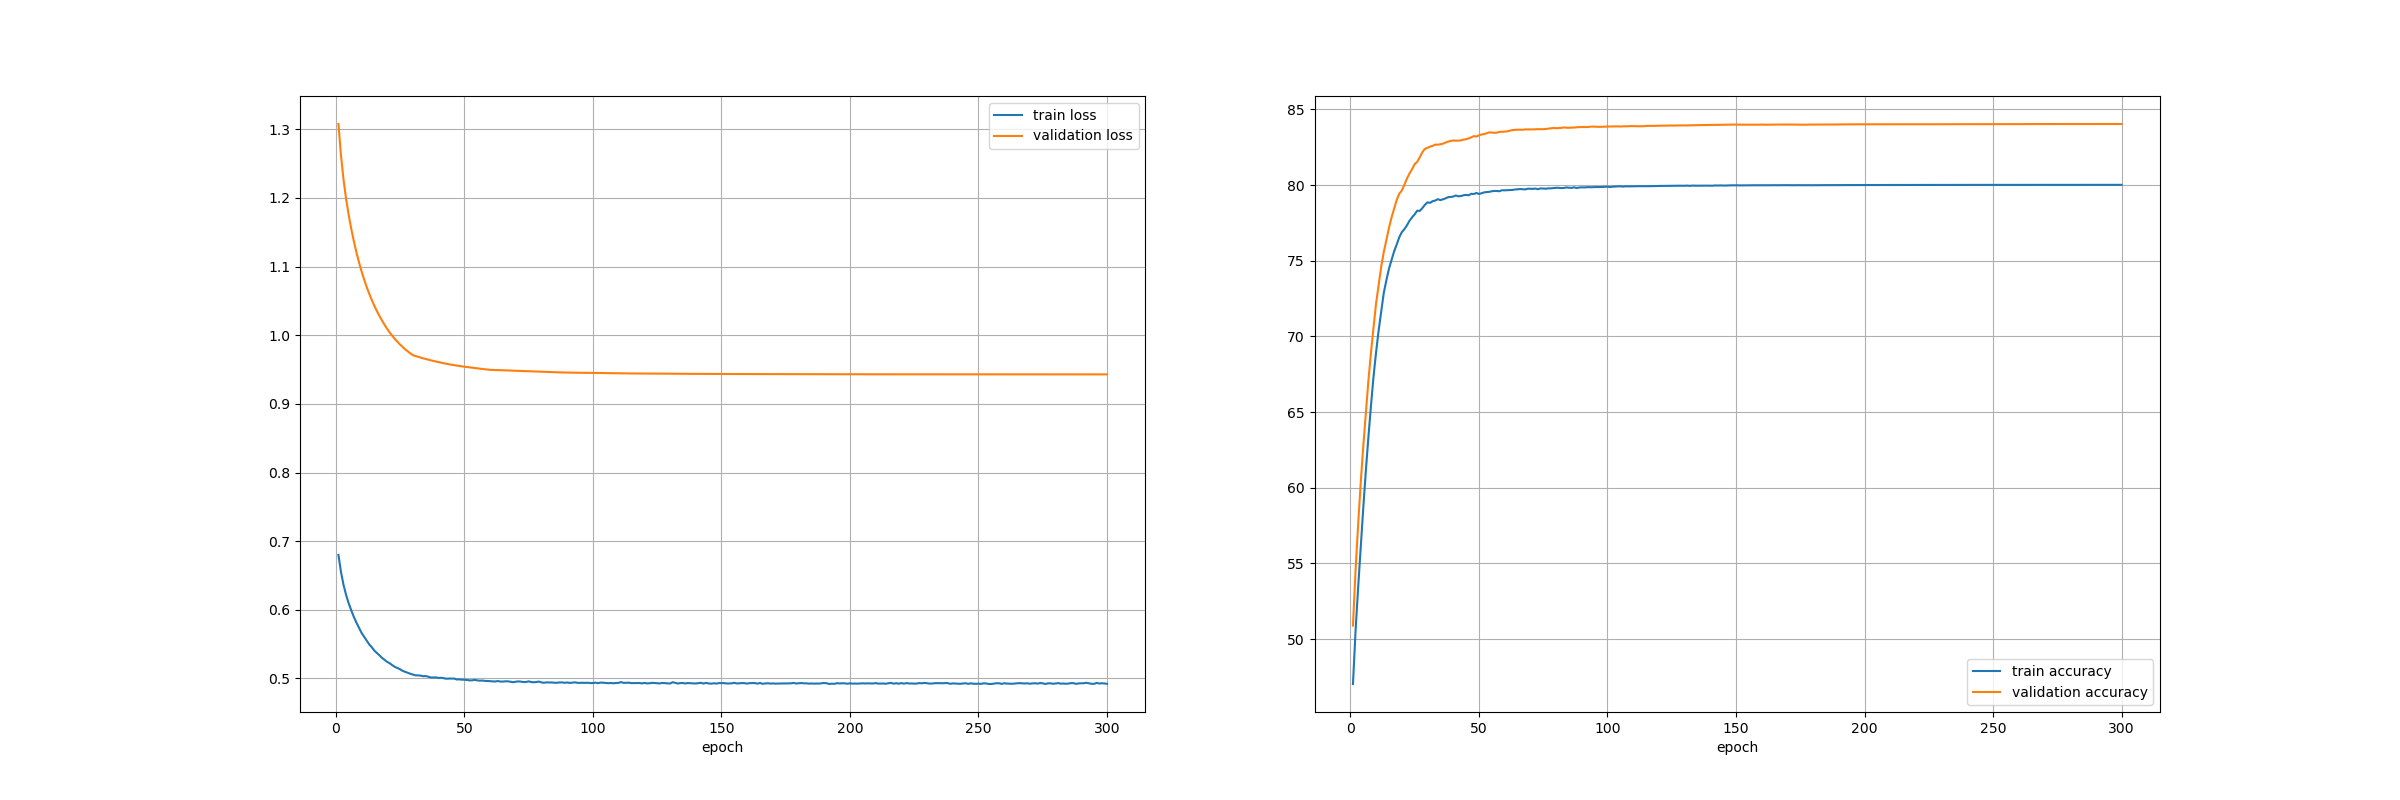 train loss
validation loss
1.3
1.2
1.1
1.0
0.9
0.8
0.7
0.6
0.5
0 50 100 150 200 250 300
epoch
85
80
75
70
65
60
55
50
train accuracy
validation accuracy
0 50 100 150 200 250 300
epoch